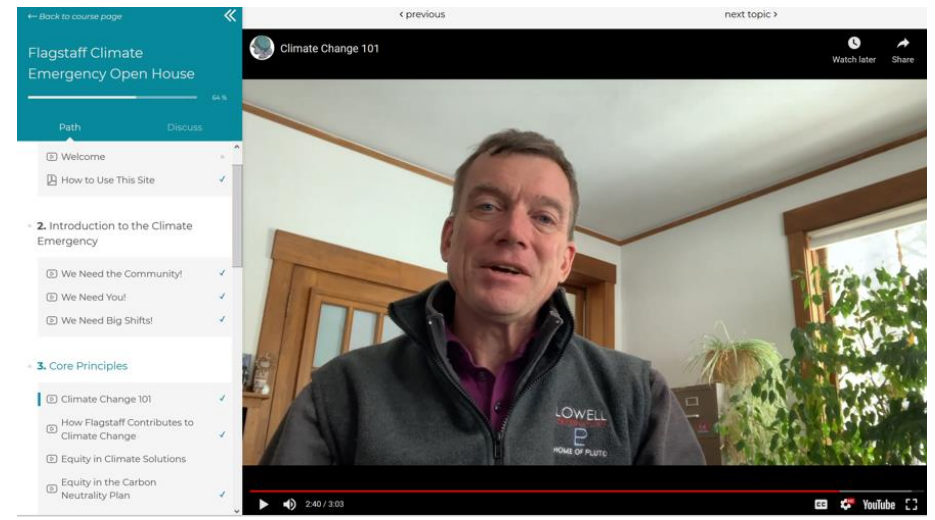 ← Back to course page
Flagstaff Climate
Emergency Open House
64 %
Path
Discuss
Welcome
How to Use This Site
2. Introduction to the Climate
Emergency
We Need the Community!
We Need You!
We Need Big Shifts!
3. Core Principles
Climate Change 101
How Flagstaff Contributes to
Climate Change
Equity in Climate Solutions
Equity in the Carbon
Neutrality Plan
‹ previous
next topic ›
Climate Change 101
Watch later
Share
LOWELL
OBSERVATORY
HOME OF PLUTO
2:40 / 3:03
CC
YouTube